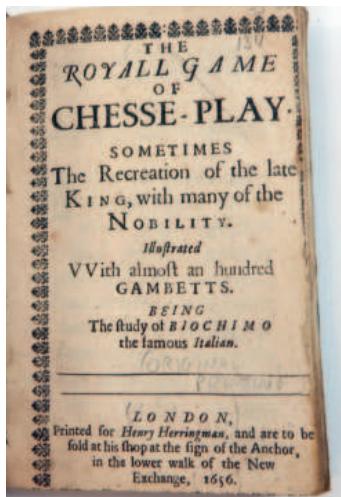 THE
ROYALL GAME
OF
CHESSE-PLAY.
SOMETIMES
The Recreation of the late
KING, with many of the
NOBILITY.
Illuſtrated
VVith almoſt an hundred
GAMBETTS.
BEING
The ſtudy of BIOCHIMO
the famous Italian.
ORIGINAL
LONDON,
Printed for Henry Herringman, and are to be
ſold at his ſhop at the ſign of the Anchor,
in the lower walk of the New
Exchange, 1656.